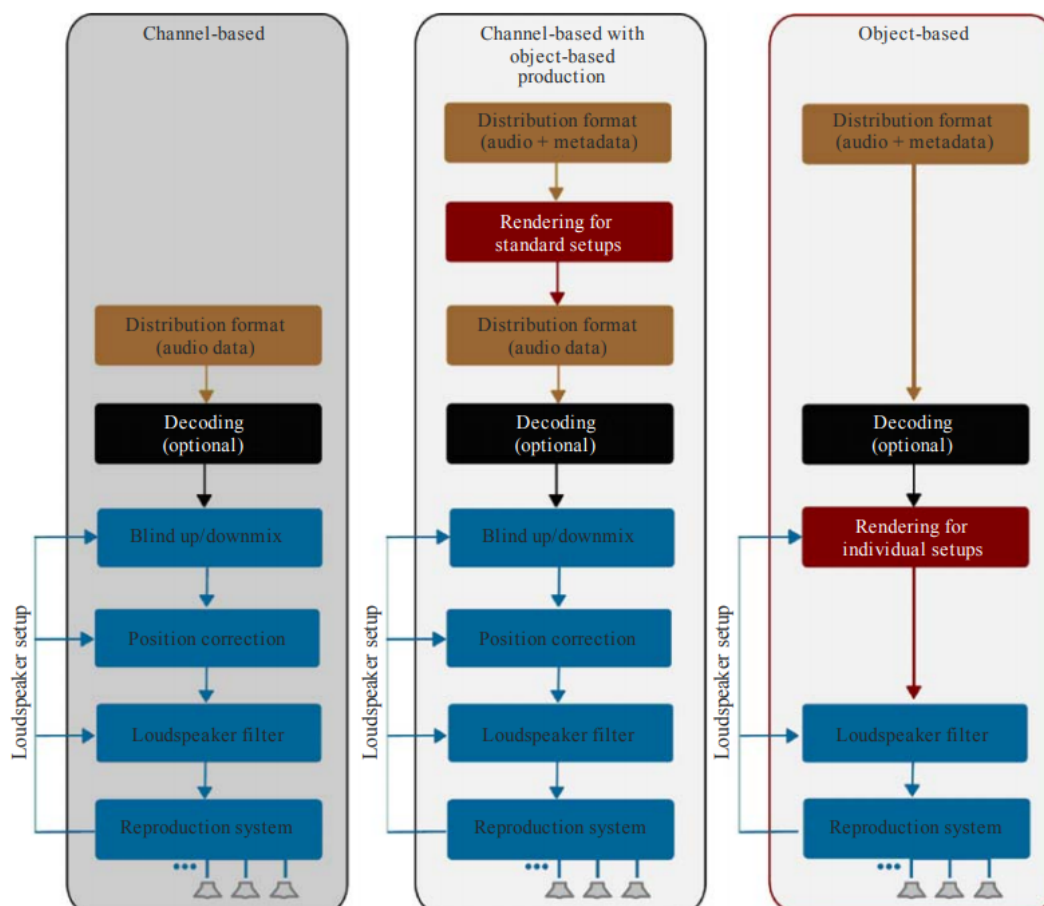 Channel-based
Distribution format
(audio data)
Decoding
(optional)
Blind up/downmix
Position correction
Loudspeaker filter
Reproduction system
Loudspeaker setup
Channel-based with
object-based
production
Distribution format
(audio + metadata)
Rendering for
standard setups
Distribution format
(audio data)
Decoding
(optional)
Blind up/downmix
Position correction
Loudspeaker filter
Reproduction system
Loudspeaker setup
Object-based
Distribution format
(audio + metadata)
Decoding
(optional)
Rendering for
individual setups
Loudspeaker filter
Reproduction system
Loudspeaker setup